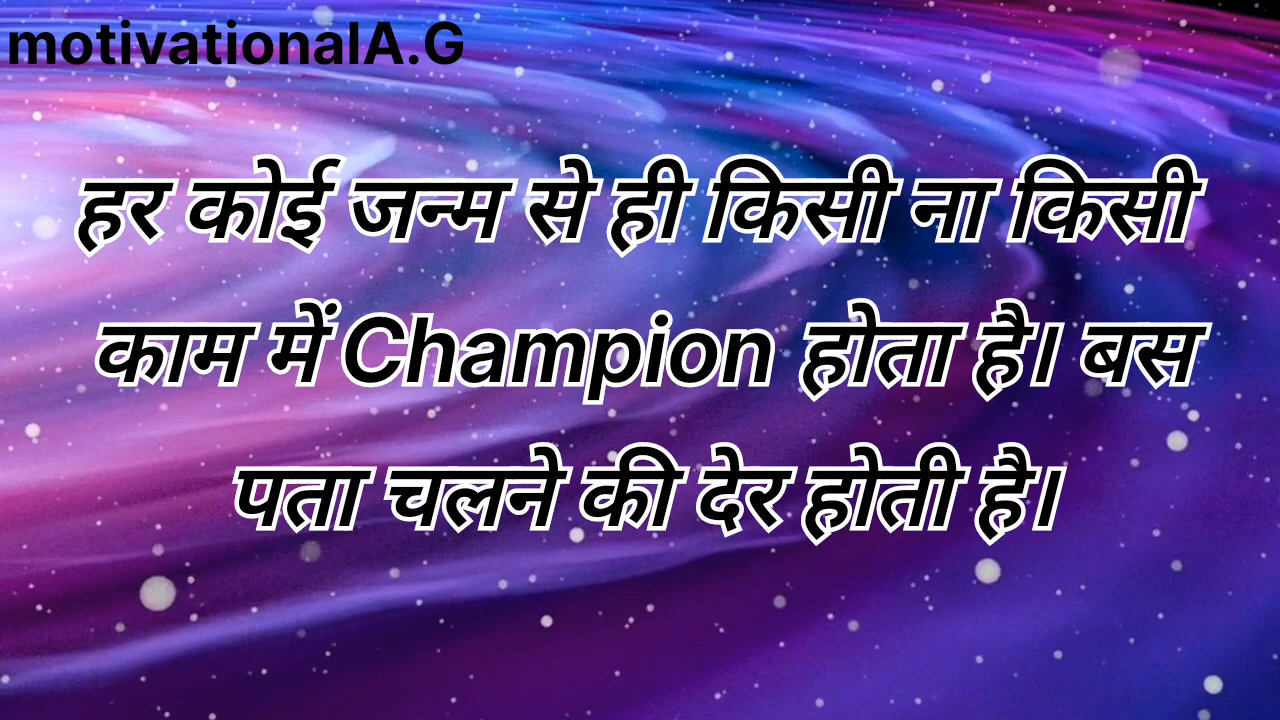 motivationalA.G
हर कोई जन्म से ही किसी ना किसी
काम में Champion होता है। बस
पता चलने की देर होती है।